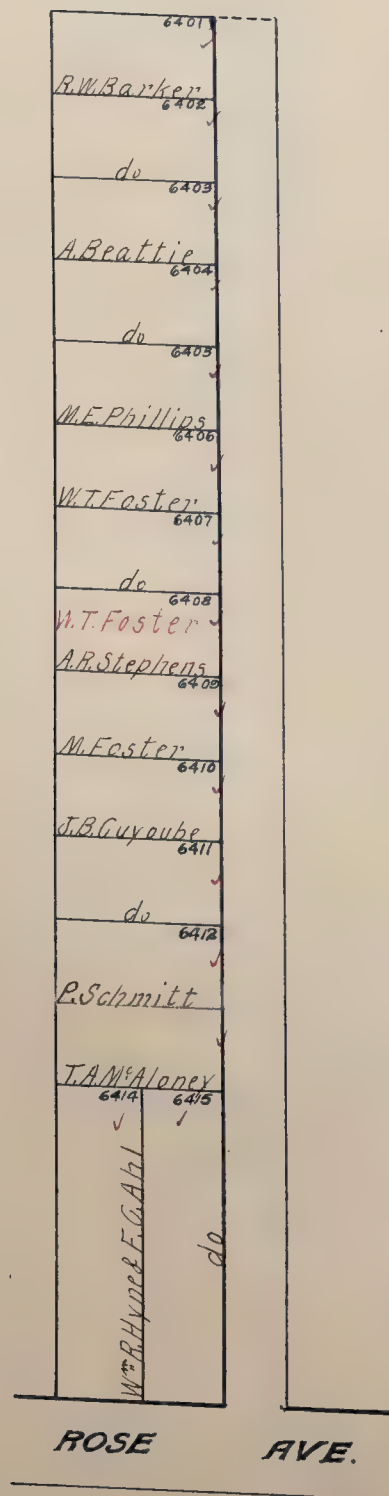 6401
R.W.Barker
6402
do
6403
A.Beattie
6404
do
6405
M.E.Phillips
6406
W.T.Foster
6407
do
6408
W.T.Foster
A.R.Stephens
6409
M.Foster
6410
J.B.Guyoube
6411
do
6412
P.Schmitt
T.A.McAloney
6414 6415
Wm R.Hyne & F.G.Ahl
do
ROSE AVE.